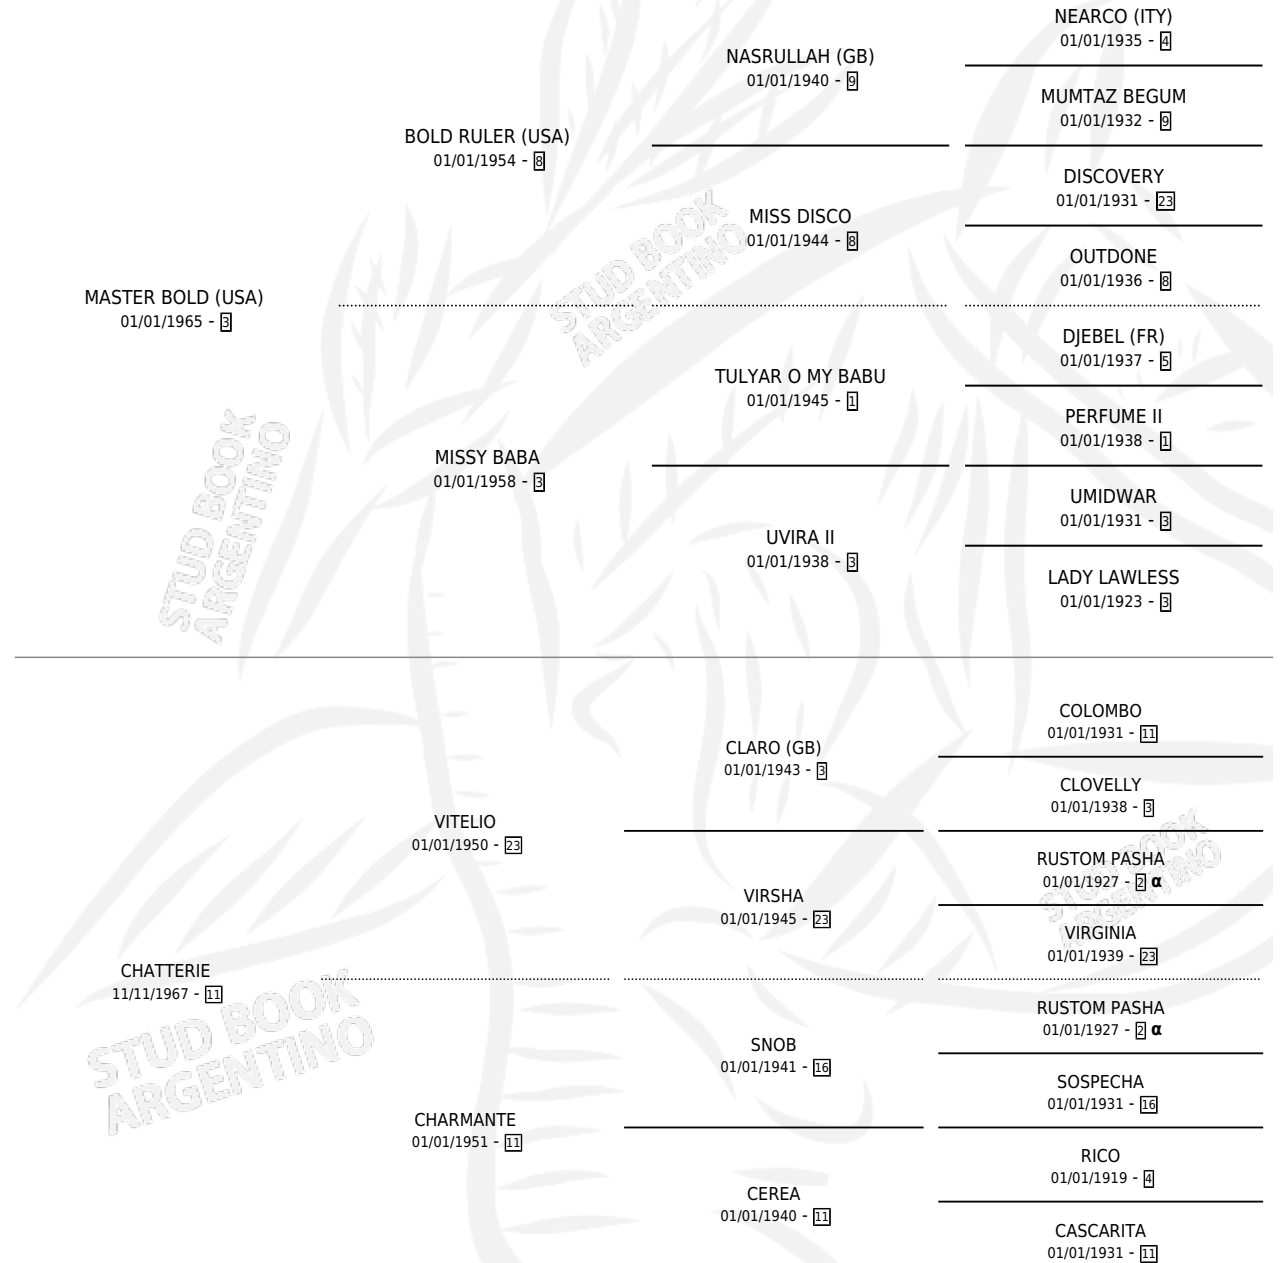 NEARCO (ITY)
01/01/1935 - 4
NASRULLAH (GB)
01/01/1940 - 9
MUMTAZ BEGUM
01/01/1932 - 9
BOLD RULER (USA)
01/01/1954 - 8
DISCOVERY
01/01/1931 - 23
MISS DISCO
01/01/1944 - 8
OUTDONE
01/01/1936 - 8
MASTER BOLD (USA)
01/01/1965 - 3
DJEBEL (FR)
01/01/1937 - 5
TULYAR O MY BABU
01/01/1945 - 1
PERFUME II
01/01/1938 - 1
MISSY BABA
01/01/1958 - 3
UMIDWAR
01/01/1931 - 3
UVIRA II
01/01/1938 - 3
LADY LAWLESS
01/01/1923 - 3
COLOMBO
01/01/1931 - 11
CLARO (GB)
01/01/1943 - 3
CLOVELLY
01/01/1938 - 3
VITELIO
01/01/1950 - 23
RUSTOM PASHA
01/01/1927 - 2 α
VIRSHA
01/01/1945 - 23
VIRGINIA
01/01/1939 - 23
CHATTERIE
11/11/1967 - 11
RUSTOM PASHA
01/01/1927 - 2 α
SNOB
01/01/1941 - 16
SOSPECHA
01/01/1931 - 16
CHARMANTE
01/01/1951 - 11
RICO
01/01/1919 - 4
CEREA
01/01/1940 - 11
CASCARITA
01/01/1931 - 11
STUD BOOK
ARGENTINO
STUD BOOK
ARGENTINO
STUD BOOK
ARGENTINO
STUD BOOK
ARGENTINO